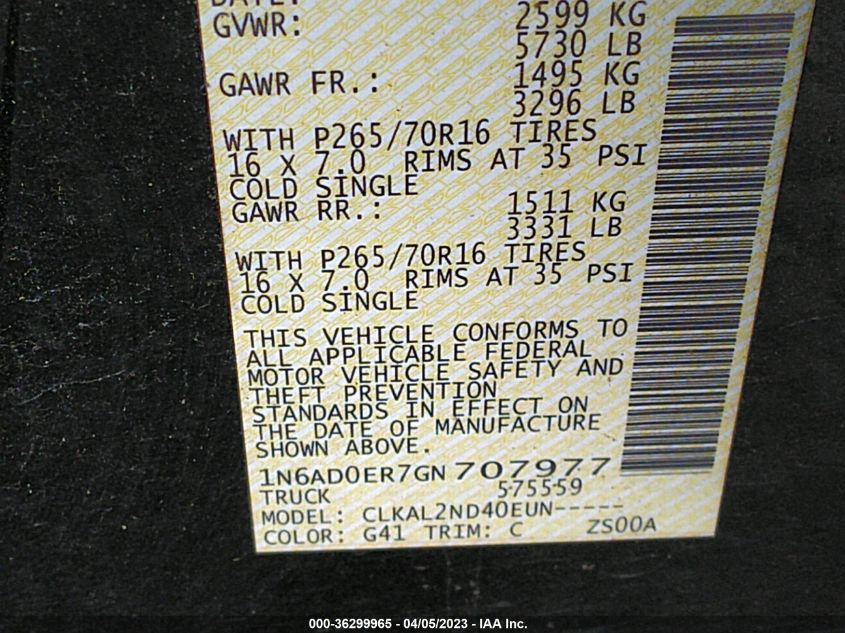 DATE:
GVWR: 2599 KG
5730 LB
GAWR FR.: 1495 KG
3296 LB
WITH P265/70R16 TIRES
16 X 7.0 RIMS AT 35 PSI
COLD SINGLE
GAWR RR.: 1511 KG
3331 LB
WITH P265/70R16 TIRES
16 X 7.0 RIMS AT 35 PSI
COLD SINGLE
THIS VEHICLE CONFORMS TO
ALL APPLICABLE FEDERAL
MOTOR VEHICLE SAFETY AND
THEFT PREVENTION
STANDARDS IN EFFECT ON
THE DATE OF MANUFACTURE
SHOWN ABOVE.
1N6AD0ER7GN 707977
TRUCK 575559
MODEL: CLKAL2ND40EUN-----
COLOR: G41 TRIM: C ZS00A
000-36299965 - 04/05/2023 - IAA Inc.